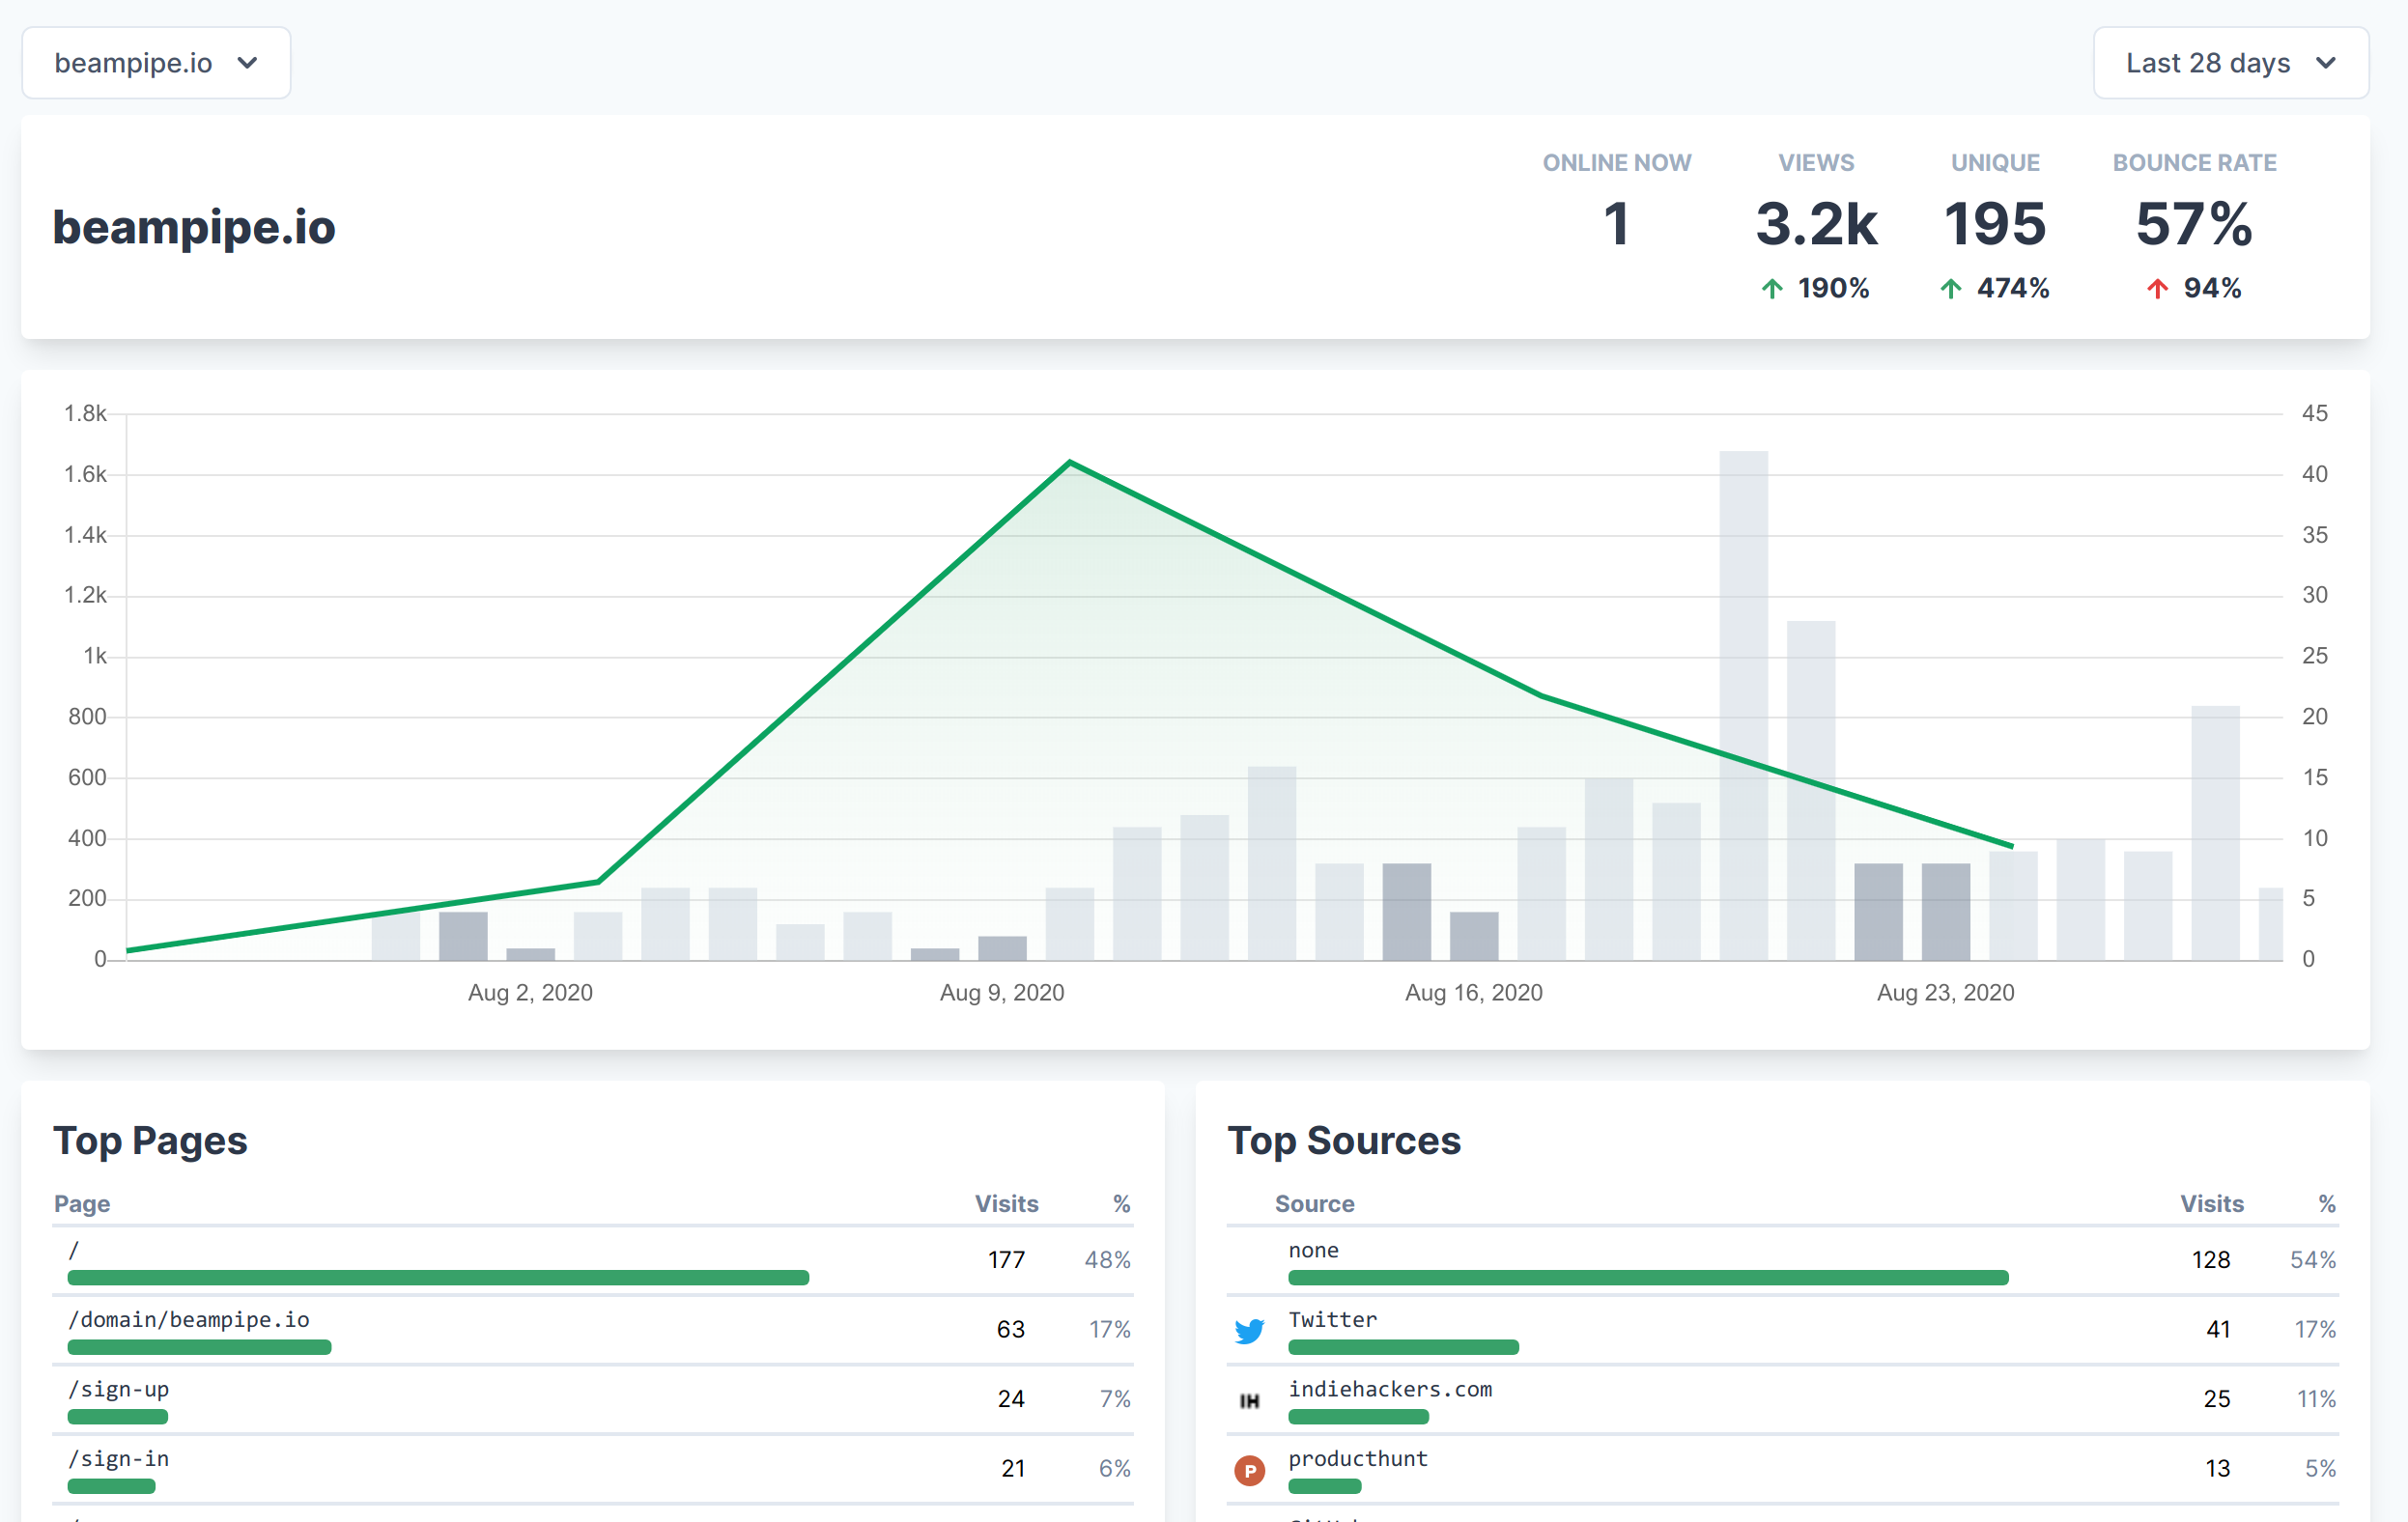 beampipe.io
Last 28 days
beampipe.io
ONLINE NOW VIEWS UNIQUE BOUNCE RATE
1 3.2k 195 57%
190% 474% 94%
1.8k 45
1.6k 40
1.4k 35
1.2k 30
1k 25
800 20
600 15
400 10
200 5
0 0
Aug 2, 2020 Aug 9, 2020 Aug 16, 2020 Aug 23, 2020
Top Pages
Page Visits %
/ 177 48%
/domain/beampipe.io 63 17%
/sign-up 24 7%
/sign-in 21 6%
Top Sources
Source Visits %
none 128 54%
Twitter 41 17%
IH indiehackers.com 25 11%
P producthunt 13 5%